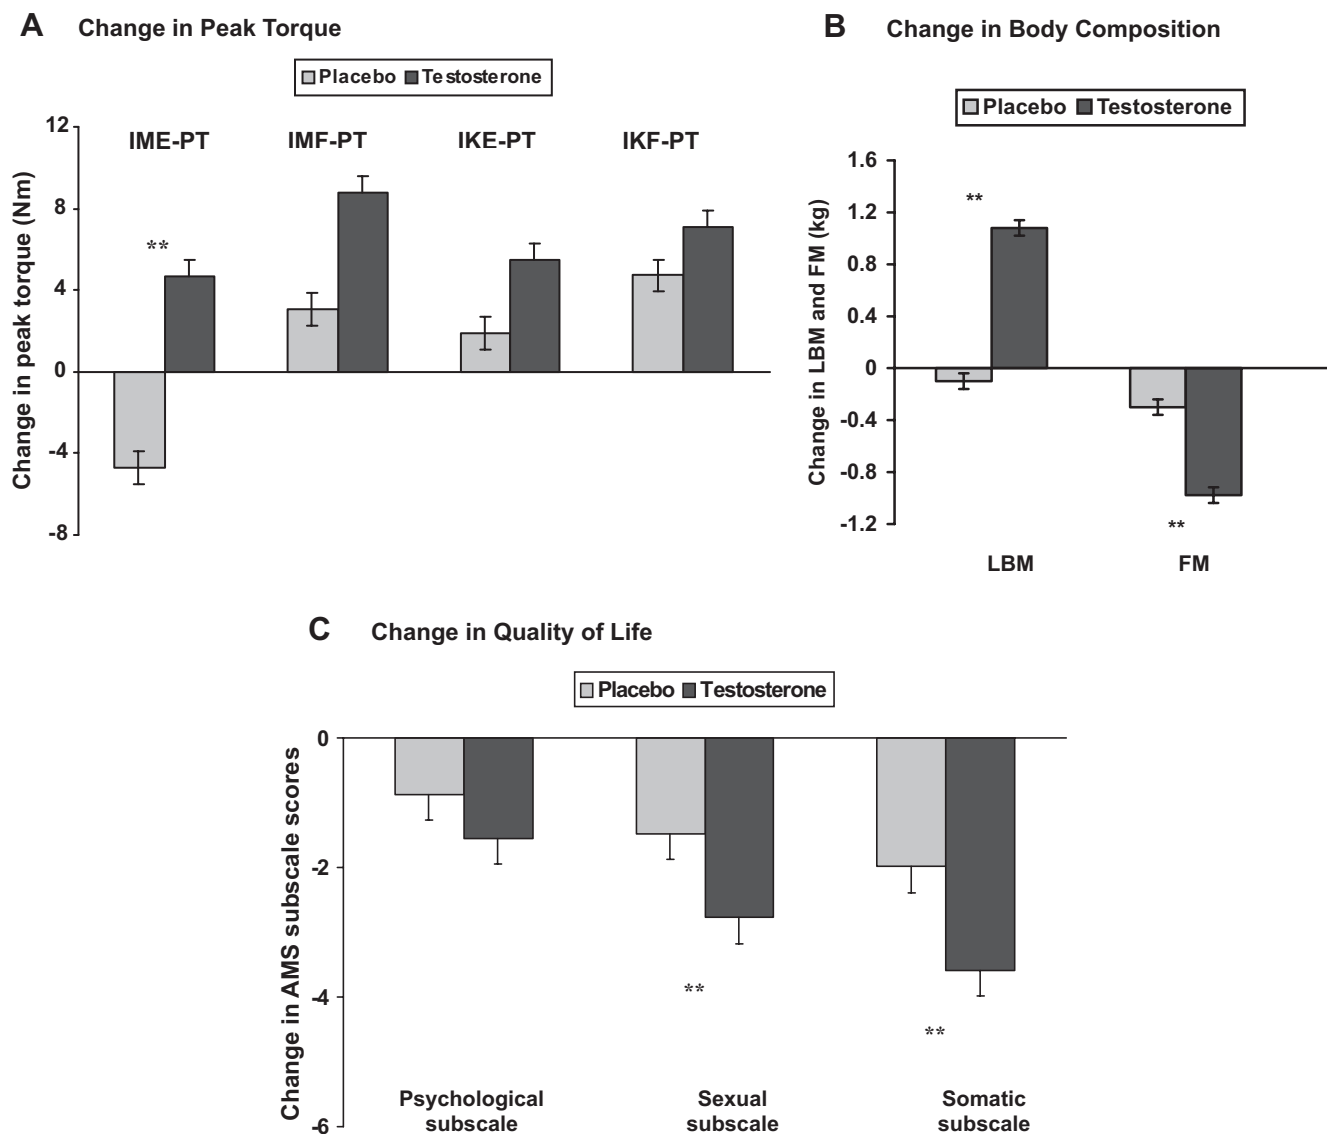 A Change in Peak Torque
Placebo Testosterone
IME-PT IMF-PT IKE-PT IKF-PT
Change in peak torque (Nm)
12
8
4
0
-4
-8
**
B Change in Body Composition
Placebo Testosterone
Change in LBM and FM (kg)
1.6
1.2
0.8
0.4
0
-0.4
-0.8
-1.2
**
**
LBM FM
C Change in Quality of Life
Placebo Testosterone
Change in AMS subscale scores
0
-2
-4
-6
**
**
Psychological subscale
Sexual subscale
Somatic subscale